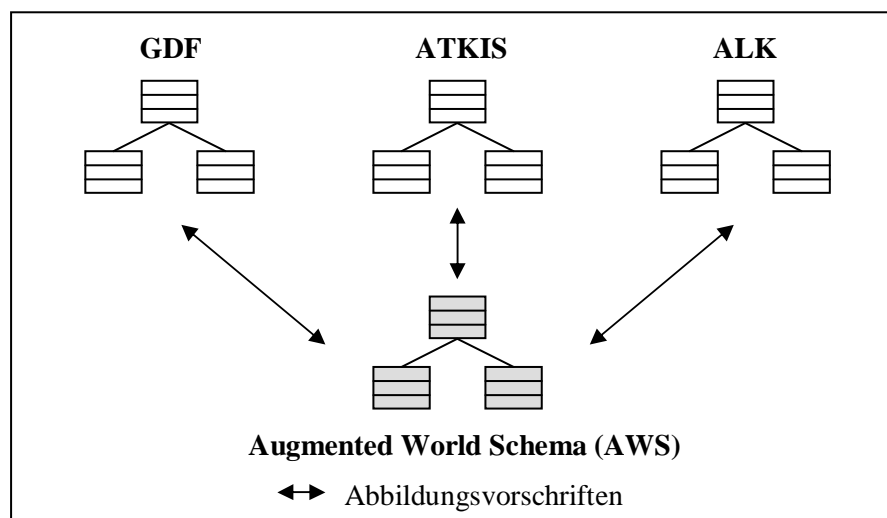 GDF ATKIS ALK
Augmented World Schema (AWS)
Abbildungsvorschriften